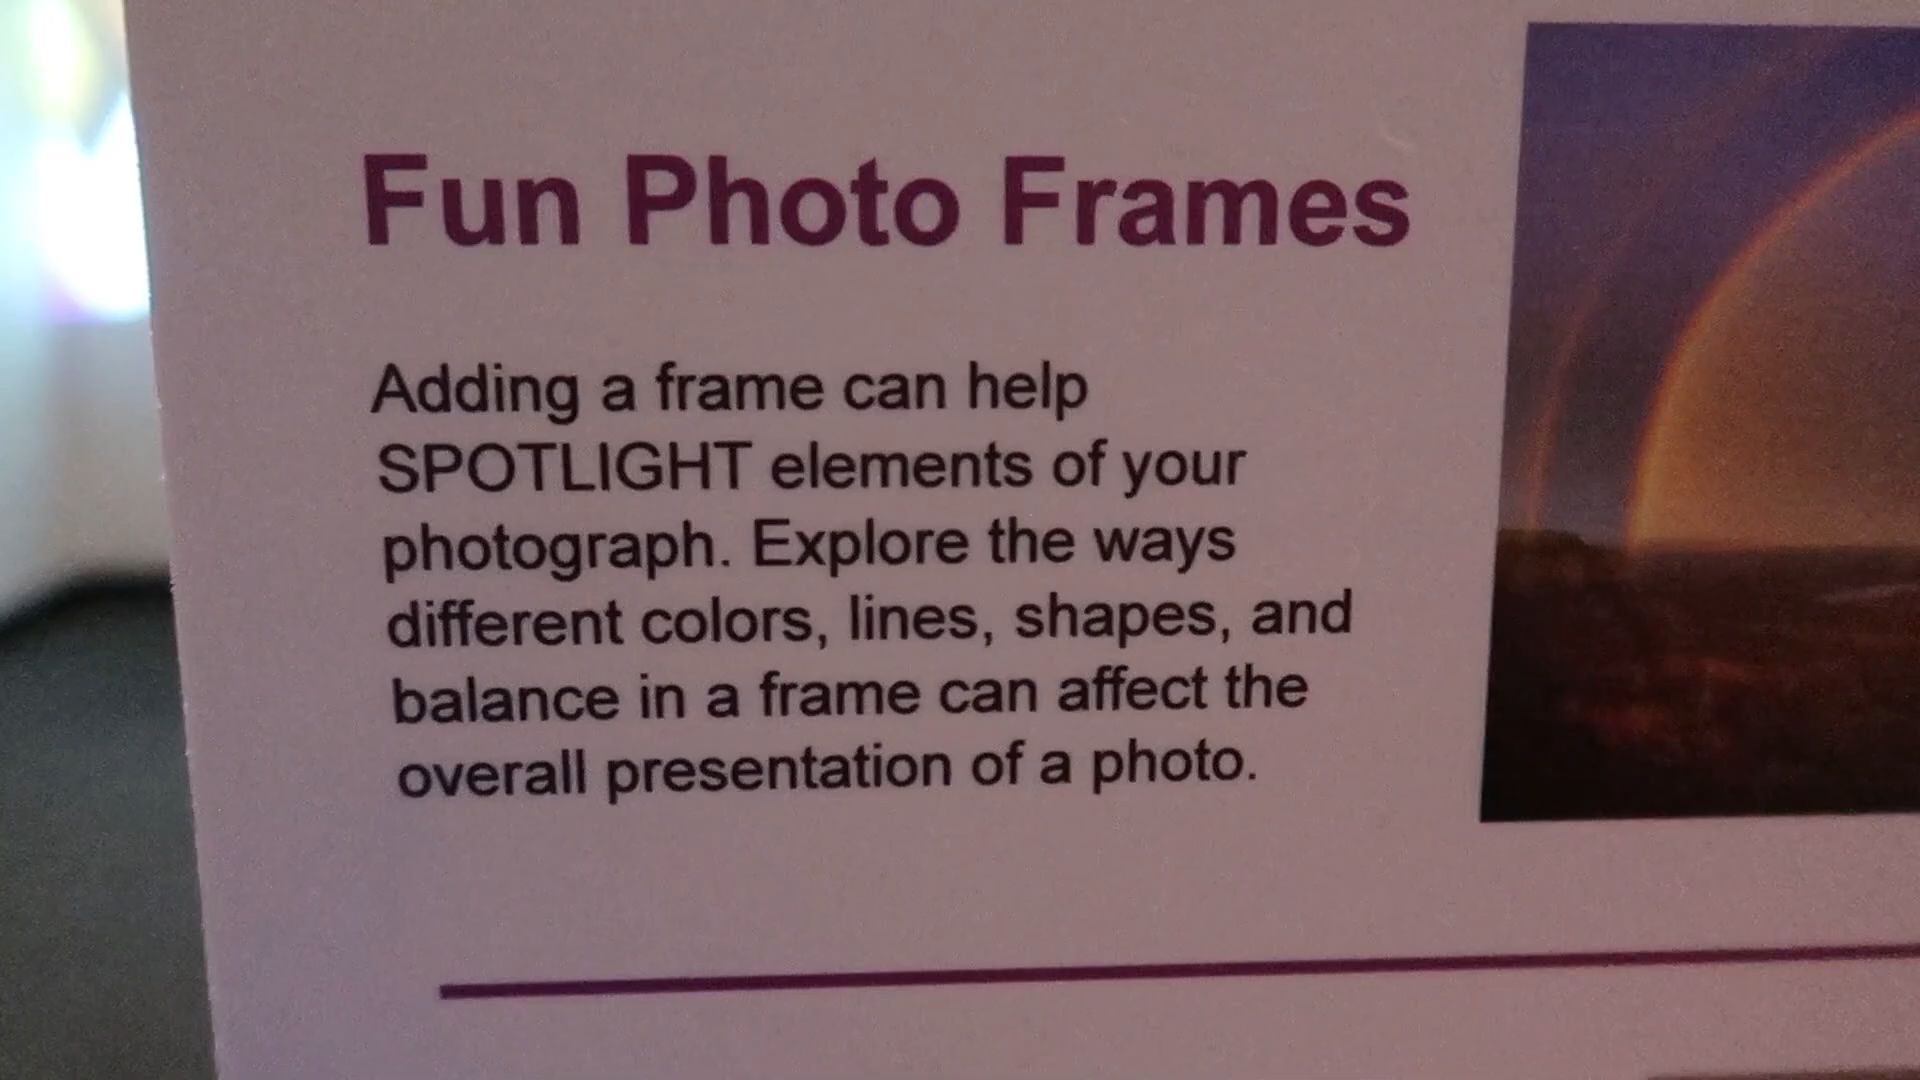 Fun Photo Frames
Adding a frame can help
SPOTLIGHT elements of your
photograph. Explore the ways
different colors, lines, shapes, and
balance in a frame can affect the
overall presentation of a photo.